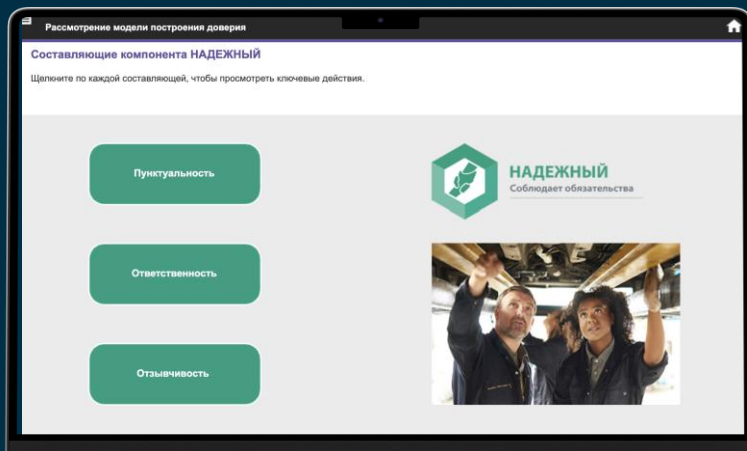 Рассмотрение модели построения доверия
Составляющие компонента НАДЕЖНЫЙ
Щелкните по каждой составляющей, чтобы просмотреть ключевые действия.
Пунктуальность
НАДЕЖНЫЙ
Соблюдает обязательства
Ответственность
Отзывчивость